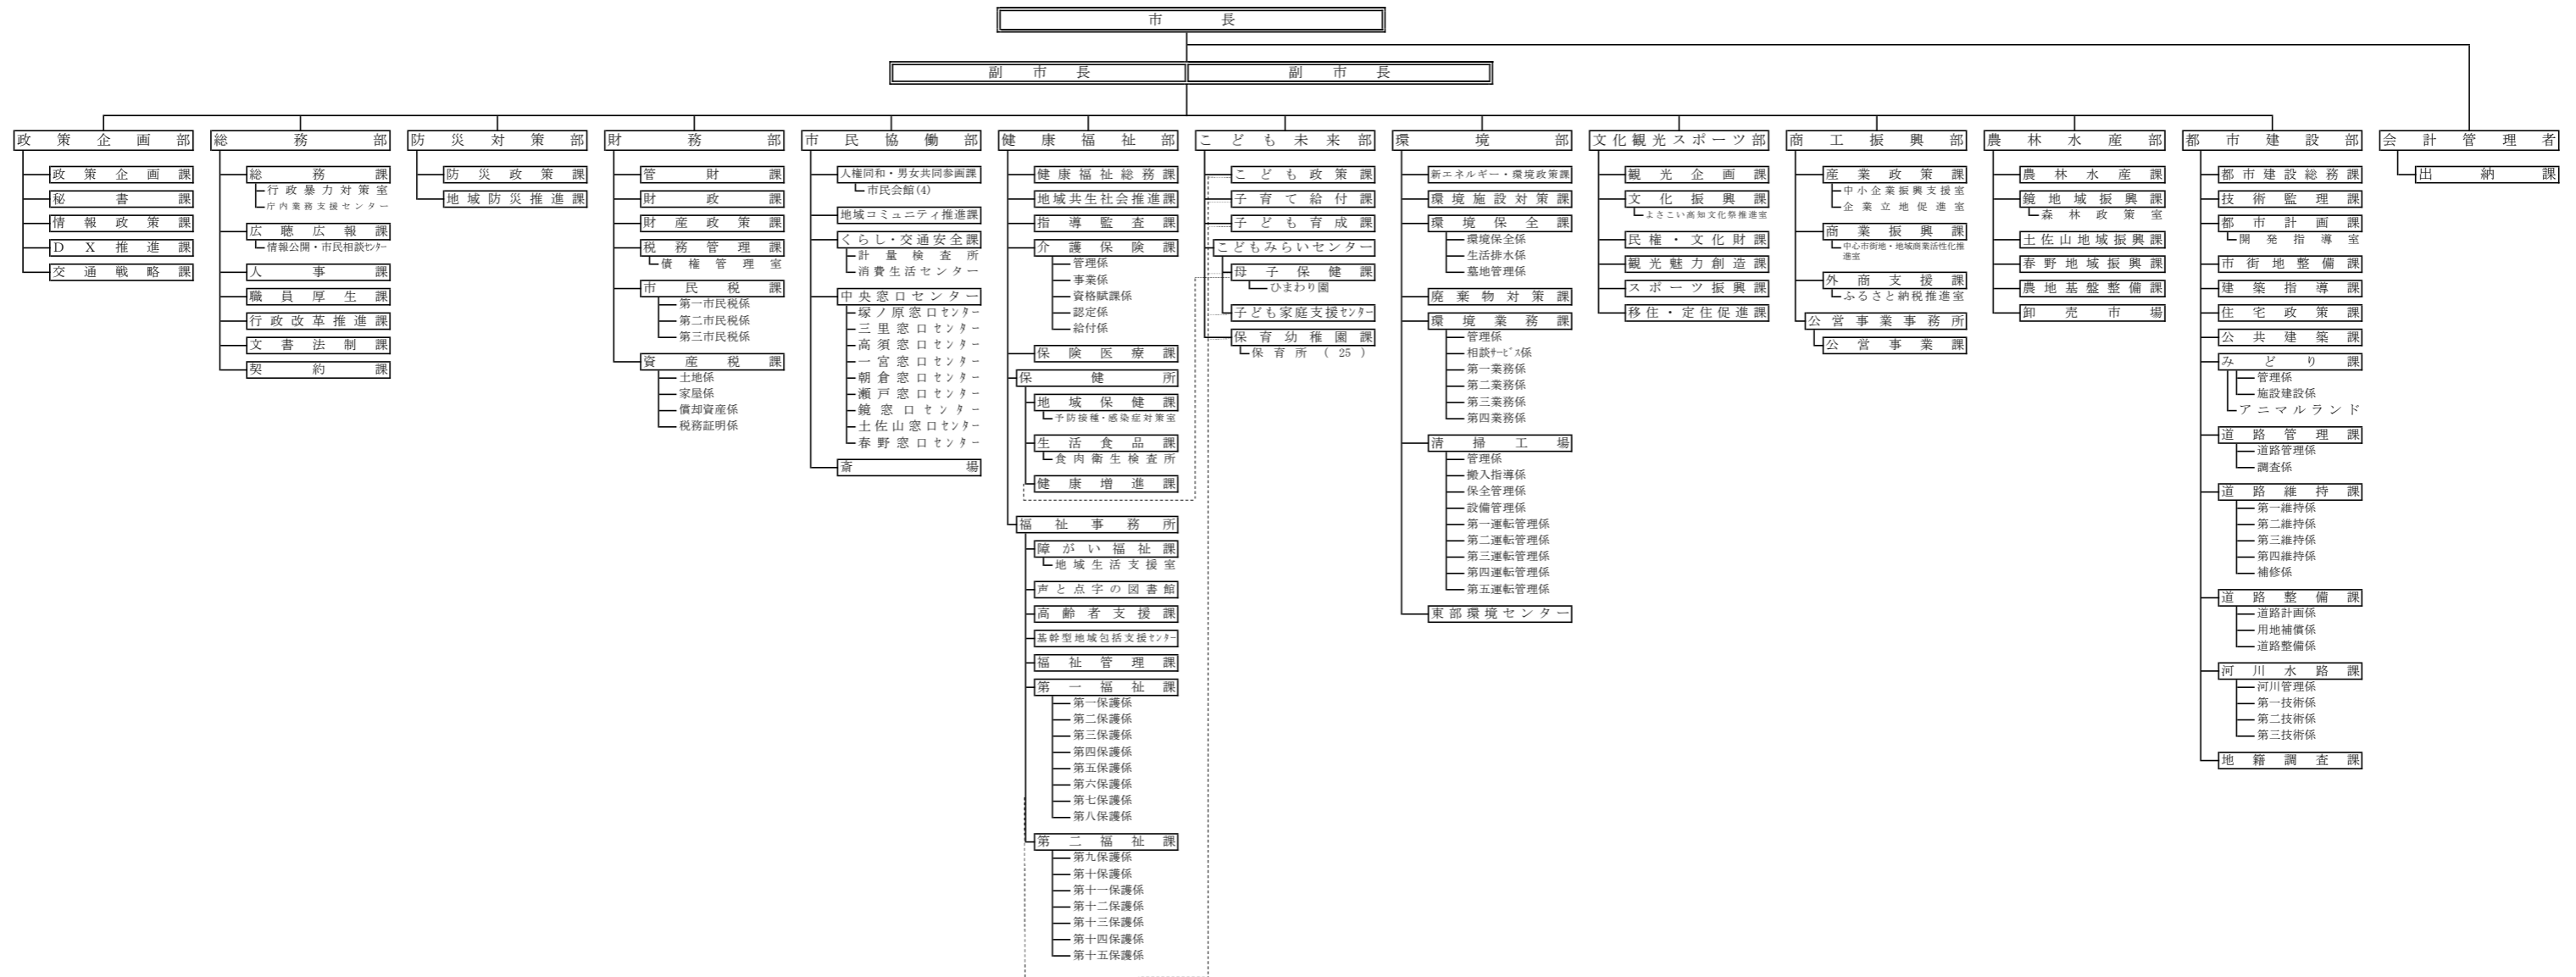 市長
副市長
副市長
政策企画部
政策企画課
秘書課
情報政策課
DX推進課
交通戦略課
総務部
総務課
行政暴力対策室
庁内業務支援センター
広聴広報課
情報公開・市民相談センター
人事課
職員厚生課
行政改革推進課
文書法制課
契約課
防災対策部
防災政策課
地域防災推進課
財務部
管財課
財政課
財産政策課
税務管理課
債権管理室
市民税課
第一市民税係
第二市民税係
第三市民税係
資産税課
土地係
家屋係
償却資産係
税務証明係
市民協働部
人権同和・男女共同参画課
市民会館(4)
地域コミュニティ推進課
くらし・交通安全課
計量検査所
消費生活センター
中央窓口センター
塚ノ原窓口センター
三里窓口センター
高須窓口センター
一宮窓口センター
朝倉窓口センター
瀬戸窓口センター
鏡窓口センター
土佐山窓口センター
春野窓口センター
斎場
健康福祉部
健康福祉総務課
地域共生社会推進課
指導監査課
介護保険課
管理係
事業係
資格賦課係
認定係
給付係
保険医療課
保健所
地域保健課
予防接種・感染症対策室
生活食品課
食肉衛生検査所
健康増進課
福祉事務所
障がい福祉課
地域生活支援室
声と点字の図書館
高齢者支援課
基幹型地域包括支援センター
福祉管理課
第一福祉課
第一保護係
第二保護係
第三保護係
第四保護係
第五保護係
第六保護係
第七保護係
第八保護係
第二福祉課
第九保護係
第十保護係
第十一保護係
第十二保護係
第十三保護係
第十四保護係
第十五保護係
こども未来部
こども政策課
子育て給付課
子ども育成課
こどもみらいセンター
母子保健課
ひまわり園
子ども家庭支援センター
保育幼稚園課
保育所(25)
環境部
新エネルギー・環境政策課
環境施設対策課
環境保全課
環境保全係
生活排水係
墓地管理係
廃棄物対策課
環境業務課
管理係
相談サービス係
第一業務係
第二業務係
第三業務係
第四業務係
清掃工場
管理係
搬入指導係
保全管理係
設備管理係
第一運転管理係
第二運転管理係
第三運転管理係
第四運転管理係
第五運転管理係
東部環境センター
文化観光スポーツ部
観光企画課
文化振興課
よさこい高知文化祭推進室
民権・文化財課
観光魅力創造課
スポーツ振興課
移住・定住促進課
商工振興部
産業政策課
中小企業振興支援室
企業立地促進室
商業振興課
中心市街地・地域商業活性化推
進室
外商支援課
ふるさと納税推進室
公営事業事務所
公営事業課
農林水産部
農林水産課
鏡地域振興課
森林政策室
土佐山地域振興課
春野地域振興課
農地基盤整備課
卸売市場
都市建設部
都市建設総務課
技術監理課
都市計画課
開発指導室
市街地整備課
建築指導課
住宅政策課
公共建築課
みどり課
管理係
施設建設係
アニマルランド
道路管理課
道路管理係
調査係
道路維持課
第一維持係
第二維持係
第三維持係
第四維持係
補修係
道路整備課
道路計画係
用地補償係
道路整備係
河川水路課
河川管理係
第一技術係
第二技術係
第三技術係
地籍調査課
会計管理者
出納課